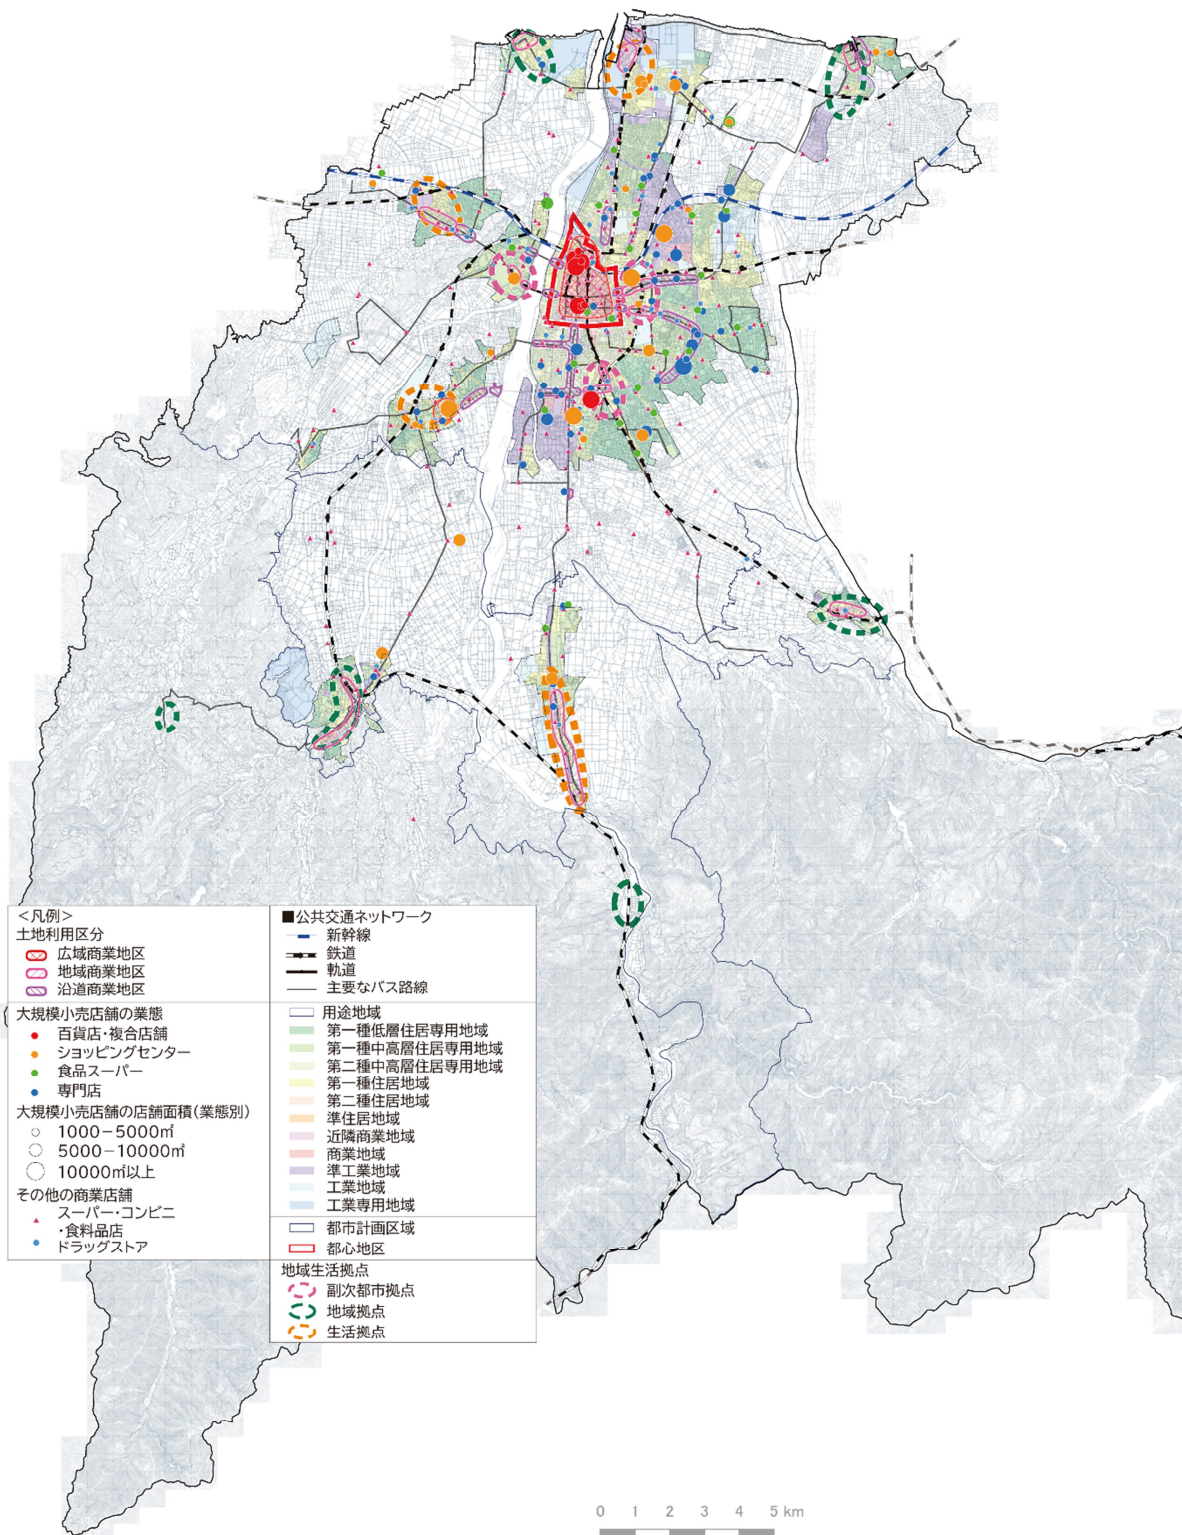 ＜凡例＞
土地利用区分
広域商業地区
地域商業地区
沿道商業地区
大規模小売店舗の業態
百貨店・複合店舗
ショッピングセンター
食品スーパー
専門店
大規模小売店舗の店舗面積（業態別）
1000－5000㎡
5000－10000㎡
10000㎡以上
その他の商業店舗
スーパー・コンビニ
・食料品店
ドラッグストア
■公共交通ネットワーク
新幹線
鉄道
軌道
主要なバス路線
用途地域
第一種低層住居専用地域
第一種中高層住居専用地域
第二種中高層住居専用地域
第一種住居地域
第二種住居地域
準住居地域
近隣商業地域
商業地域
準工業地域
工業地域
工業専用地域
都市計画区域
都心地区
地域生活拠点
副次都市拠点
地域拠点
生活拠点
0 1 2 3 4 5 km